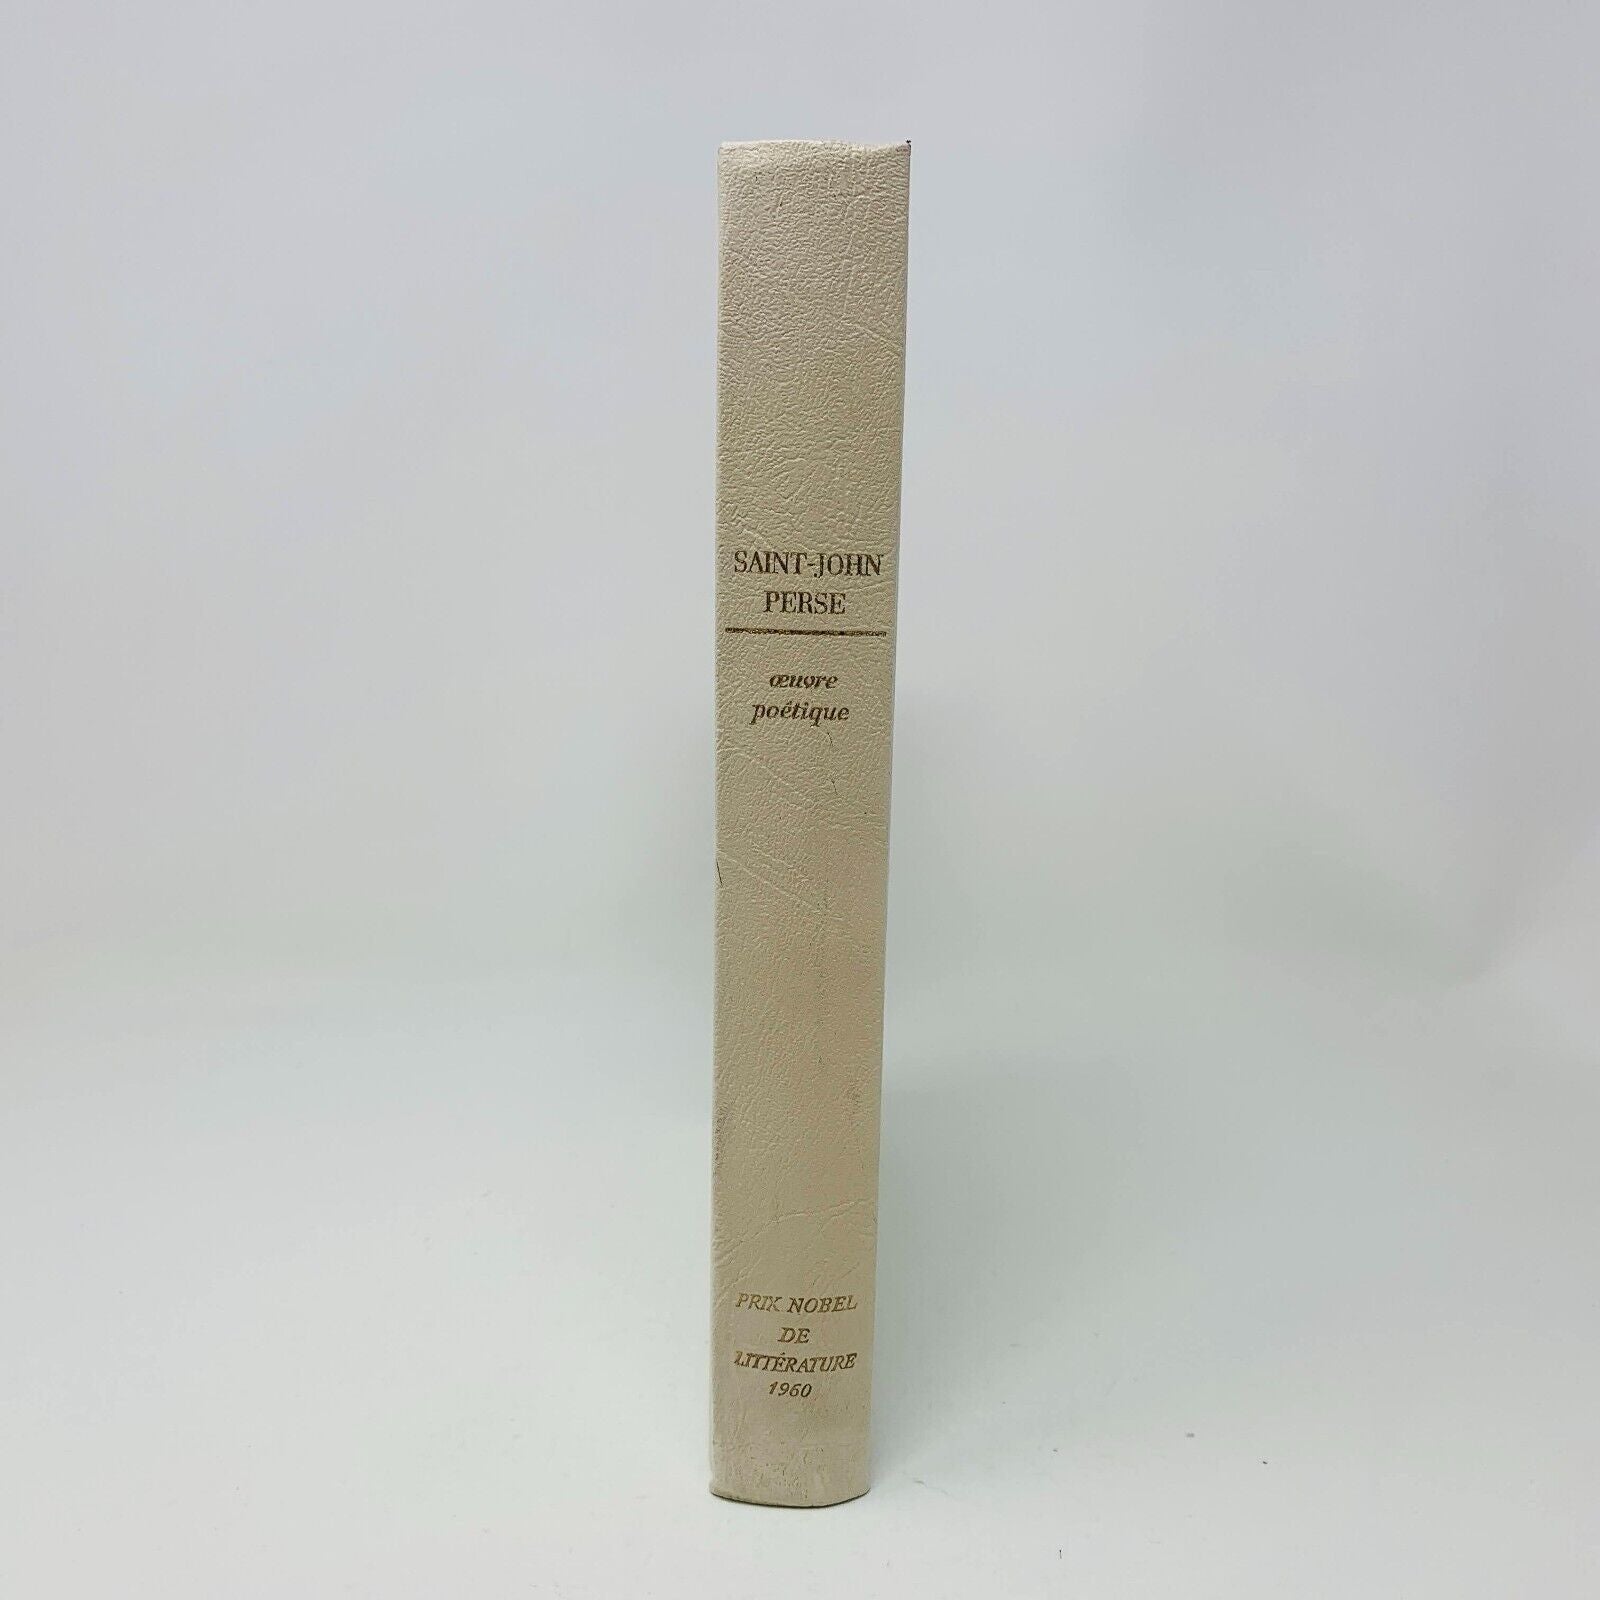 SAINT-JOHN
PERSE
œuvre
poétique
PRIX NOBEL
DE
LITTÉRATURE
1960